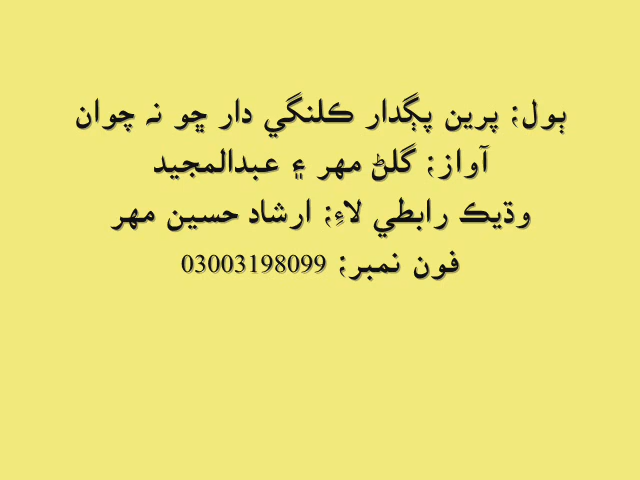 ٻول؛ پرين پڳدار ڪلنگي دار ڇو نہ چوان
آواز؛ گلڻ مهر ۽ عبدالمجيد
وڌيڪ رابطي لاءِ؛ ارشاد حسين مهر
فون نمبر؛ 03003198099